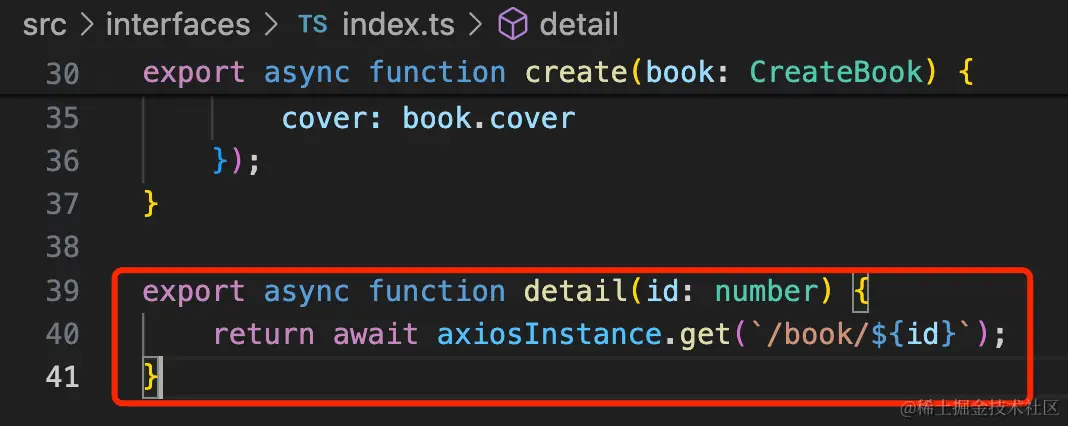 src > interfaces > TS index.ts > detail
30 export async function create(book: CreateBook) {
35 cover: book.cover
36 });
37 }
38
39 export async function detail(id: number) {
40 return await axiosInstance.get(`/book/${id}`);
41 }
@稀土掘金技术社区